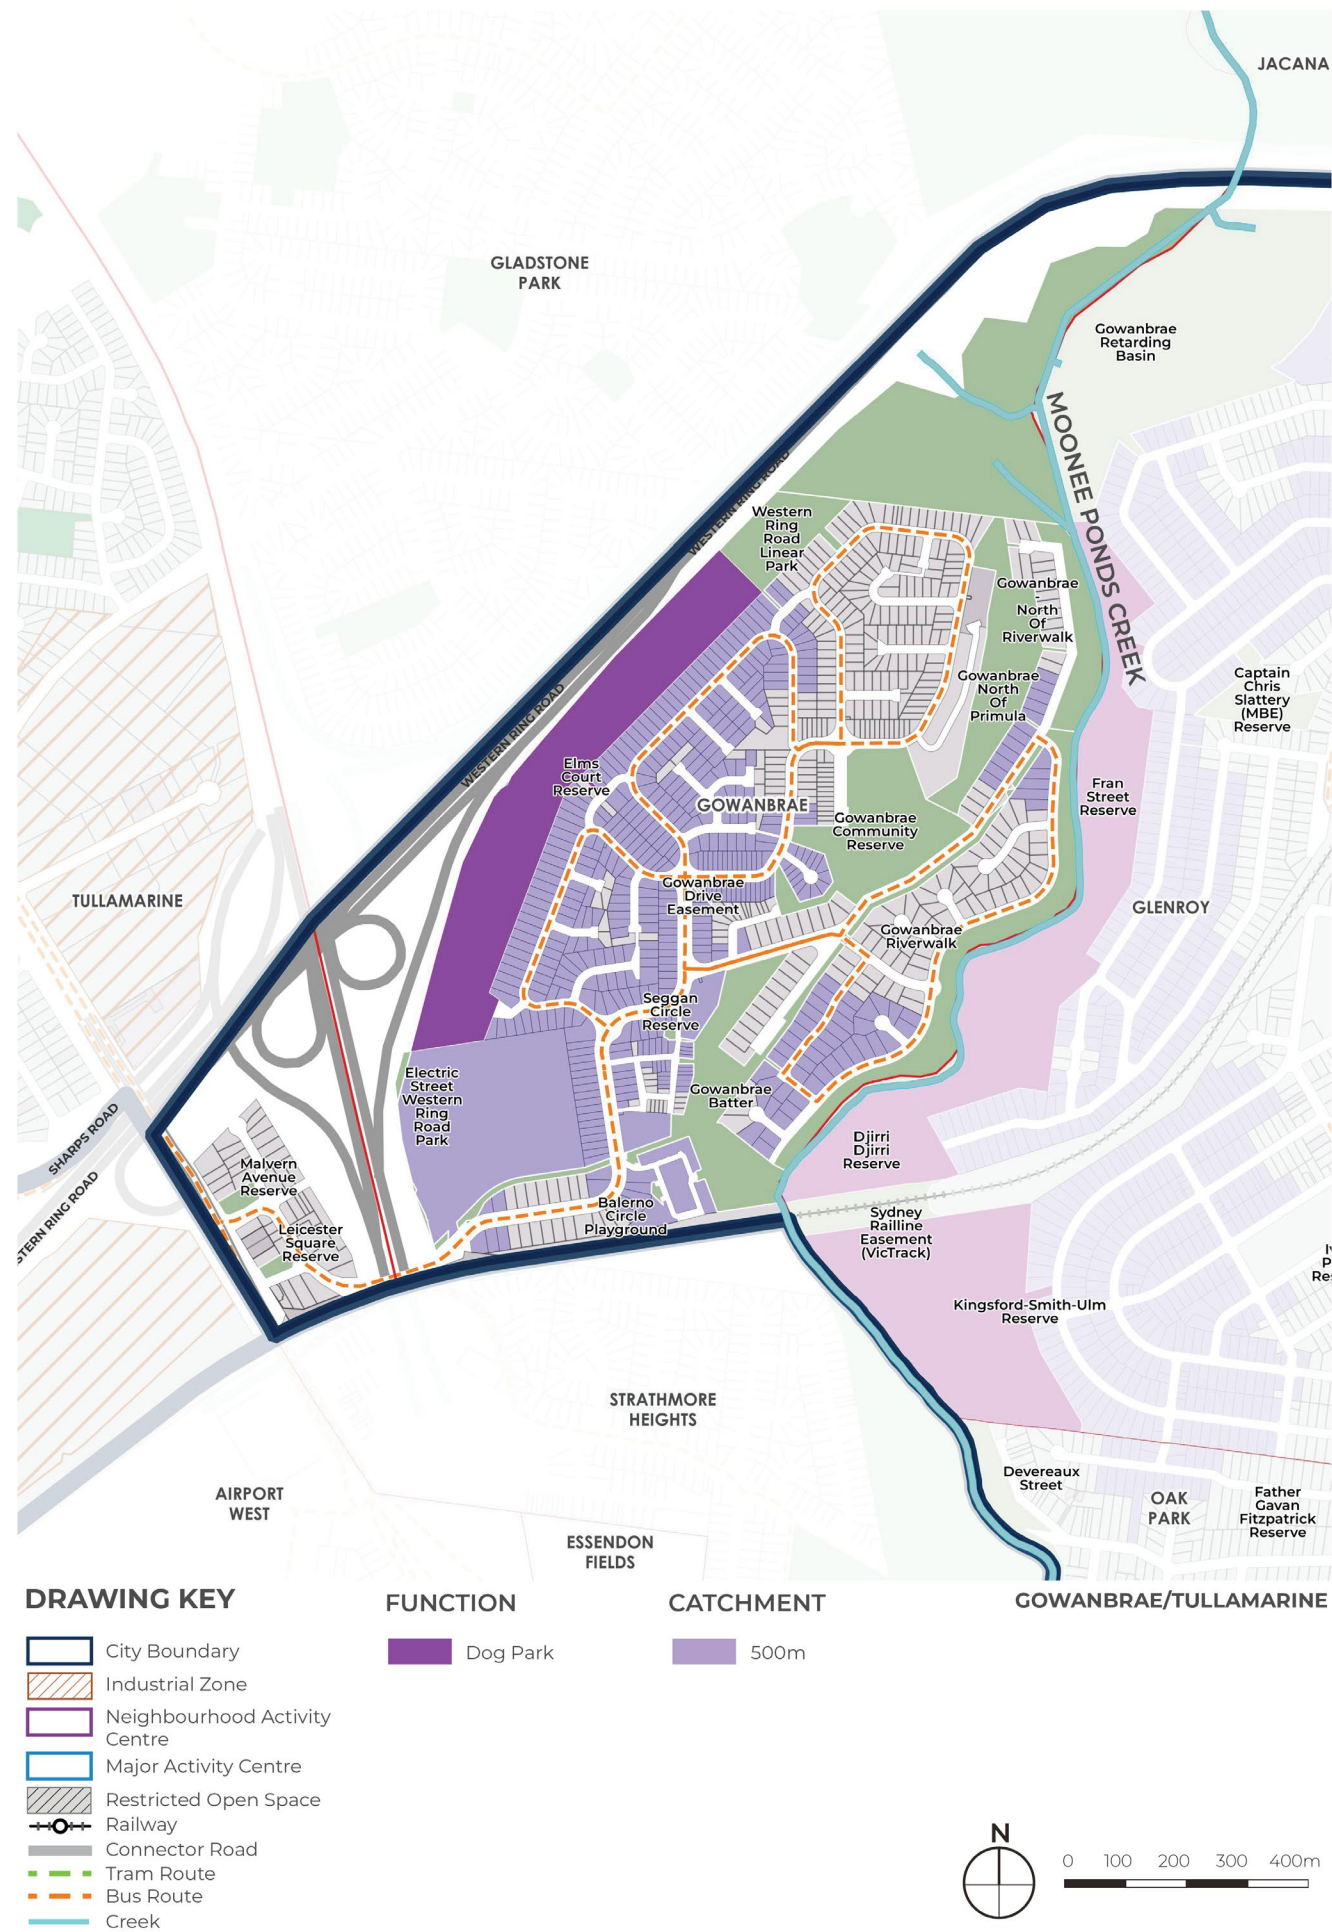 JACANA
GLADSTONE
PARK
Gowanbrae
Retarding
Basin
MOONEE PONDS CREEK
WESTERN RING ROAD
Western
Ring
Road
Linear
Park
Gowanbrae
-
North
Of
Riverwalk
Gowanbrae
North
Of
Primula
Captain
Chris
Slattery
(MBE)
Reserve
WESTERN RING ROAD
Elms
Court
Reserve
GOWANBRAE
Fran
Street
Reserve
Gowanbrae
Community
Reserve
TULLAMARINE
Gowanbrae
Drive
Easement
GLENROY
Gowanbrae
Riverwalk
Seggan
Circle
Reserve
Electric
Street
Western
Ring
Road
Park
Gowanbrae
Batter
SHARPS ROAD
STERN RING ROAD
Malvern
Avenue
Reserve
Djirri
Djirri
Reserve
Leicester
Square
Reserve
Balerno
Circle
Playground
Sydney
Railline
Easement
(VicTrack)
P
Re
Kingsford-Smith-Ulm
Reserve
STRATHMORE
HEIGHTS
Devereaux
Street
AIRPORT
WEST
OAK
PARK
Father
Gavan
Fitzpatrick
Reserve
ESSENDON
FIELDS
DRAWING KEY
City Boundary
Industrial Zone
Neighbourhood Activity
Centre
Major Activity Centre
Restricted Open Space
Railway
Connector Road
Tram Route
Bus Route
Creek
FUNCTION
Dog Park
CATCHMENT
500m
GOWANBRAE/TULLAMARINE
N
0 100 200 300 400m